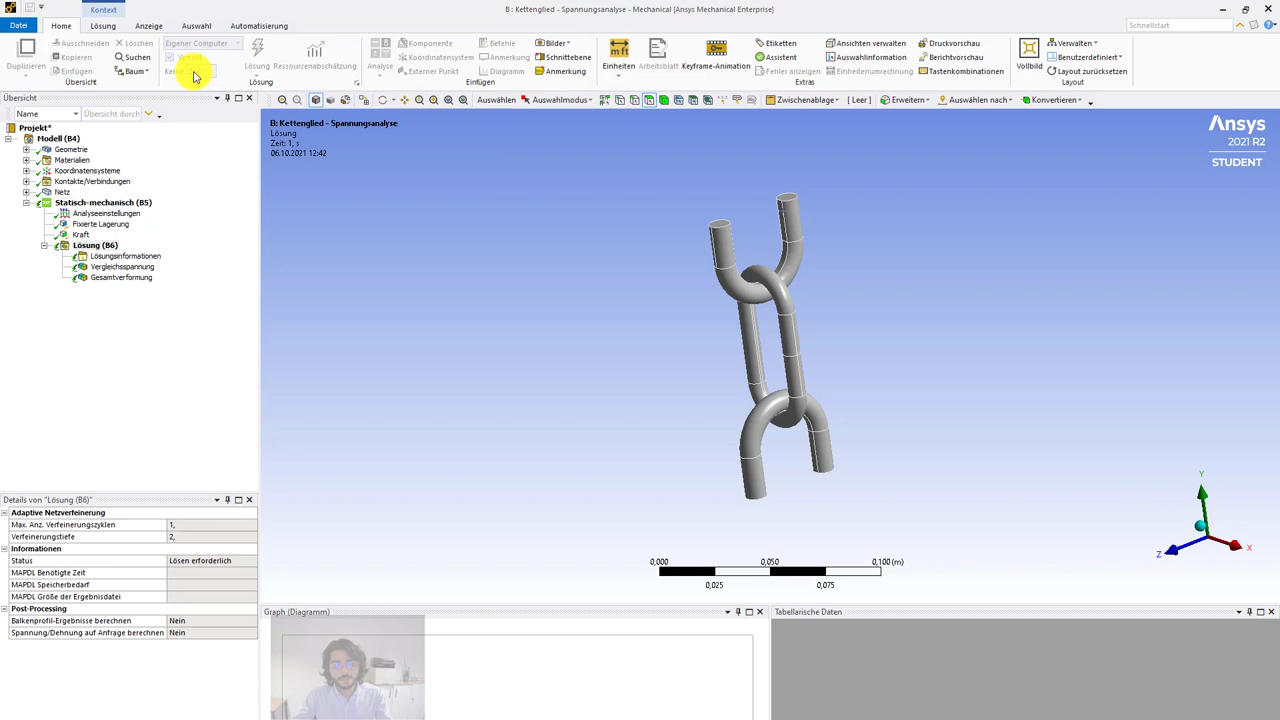 Kontext
B : Kettenglied - Spannungsanalyse - Mechanical (Ansys Mechanical Enterprise)
Datei Home Lösung Anzeige Auswahl Automatisierung Schnellstart
Duplizieren Ausschneiden Löschen Kopieren Suchen Einfügen Baum Übersicht
Eigener Computer Lösung Ressourcenabschätzung Lösung
Analyse Komponente Koordinatensystem Externer Punkt Befehle Kommentar Diagramm Bilder Schnittebene Anmerkung Einfügen
Einheiten Arbeitsblatt Keyframe-Animation Etiketten Assistent Fehler anzeigen Ansichten verwalten Auswahlinformation Einheitenumrechnung Druckvorschau Berichtvorschau Tastenkombinationen Extras
Vollbild Verwalten Benutzerdefiniert Layout zurücksetzen Layout
Übersicht
Auswählen Auswahlmodus Zwischenablage [ Leer ] Erweitern Auswählen nach Konvertieren
Name Übersicht durch
Projekt*
Modell (B4)
Geometrie
Materialien
Koordinatensysteme
Kontakte/Verbindungen
Netz
Statisch-mechanisch (B5)
Analyseeinstellungen
Fixierte Lagerung
Kraft
Lösung (B6)
Lösungsinformationen
Vergleichsspannung
Gesamtverformung
B: Kettenglied - Spannungsanalyse
Lösung
Zeit: 1, s
06.10.2021 12:42
Ansys
2021 R2
STUDENT
Y
X
Z
0,000 0,050 0,100 (m)
0,025 0,075
Details von "Lösung (B6)"
Adaptive Netzverfeinerung
Max. Anz. Verfeinerungszyklen 1,
Verfeinerungstiefe 2,
Informationen
Status Lösen erforderlich
MAPDL Benötigte Zeit
MAPDL Speicherbedarf
MAPDL Größe der Ergebnisdatei
Post-Processing
Balkenprofil-Ergebnisse berechnen Nein
Spannung/Dehnung auf Anfrage berechnen Nein
Graph (Diagramm)
Tabellarische Daten